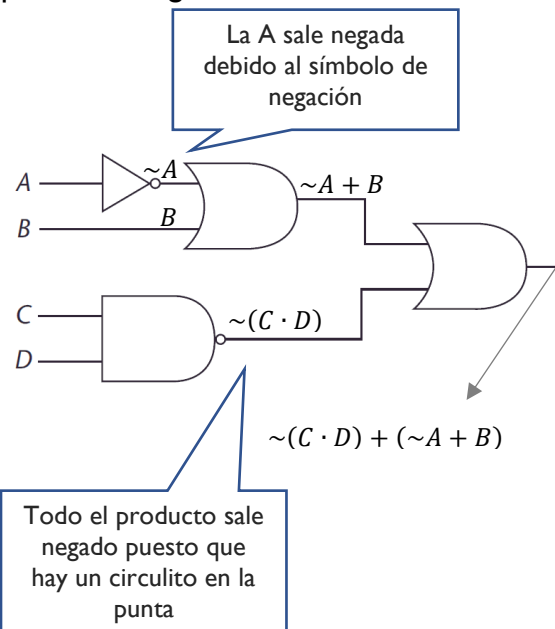 La A sale negada
debido al símbolo de
negación
A
~A
~A + B
B
B
C
~(C · D)
D
~(C · D) + (~A + B)
Todo el producto sale
negado puesto que
hay un circulito en la
punta